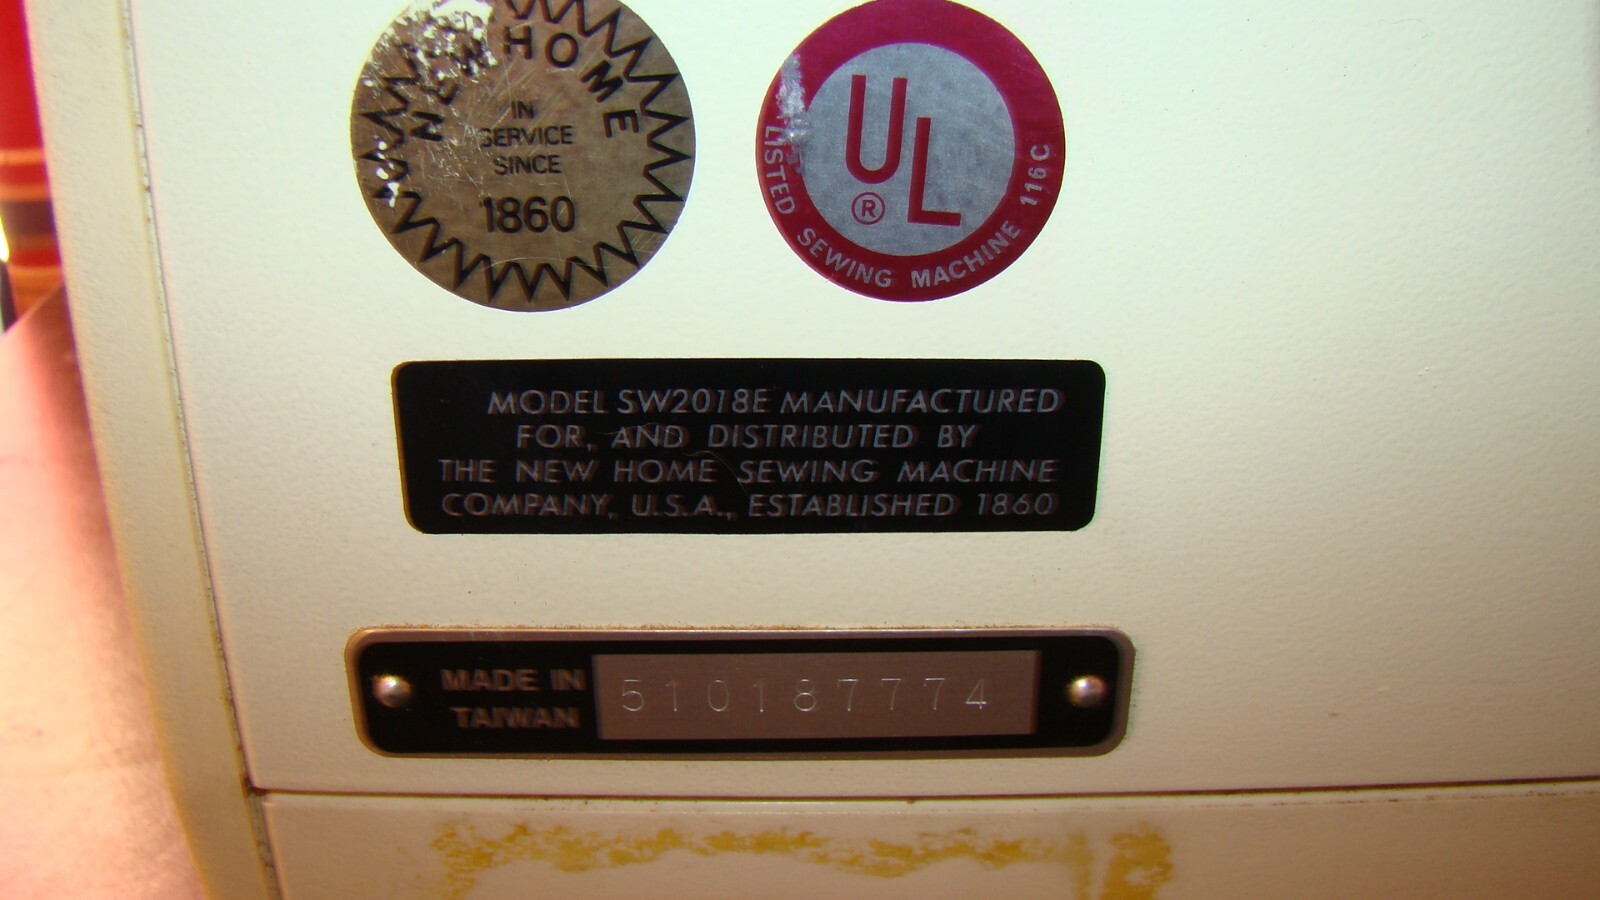 NEW HOME
IN
SERVICE
SINCE
1860
UL
®
LISTED SEWING MACHINE 116C
MODEL SW2018E MANUFACTURED
FOR, AND DISTRIBUTED BY
THE NEW HOME SEWING MACHINE
COMPANY, U.S.A., ESTABLISHED 1860
MADE IN
TAIWAN
510187774